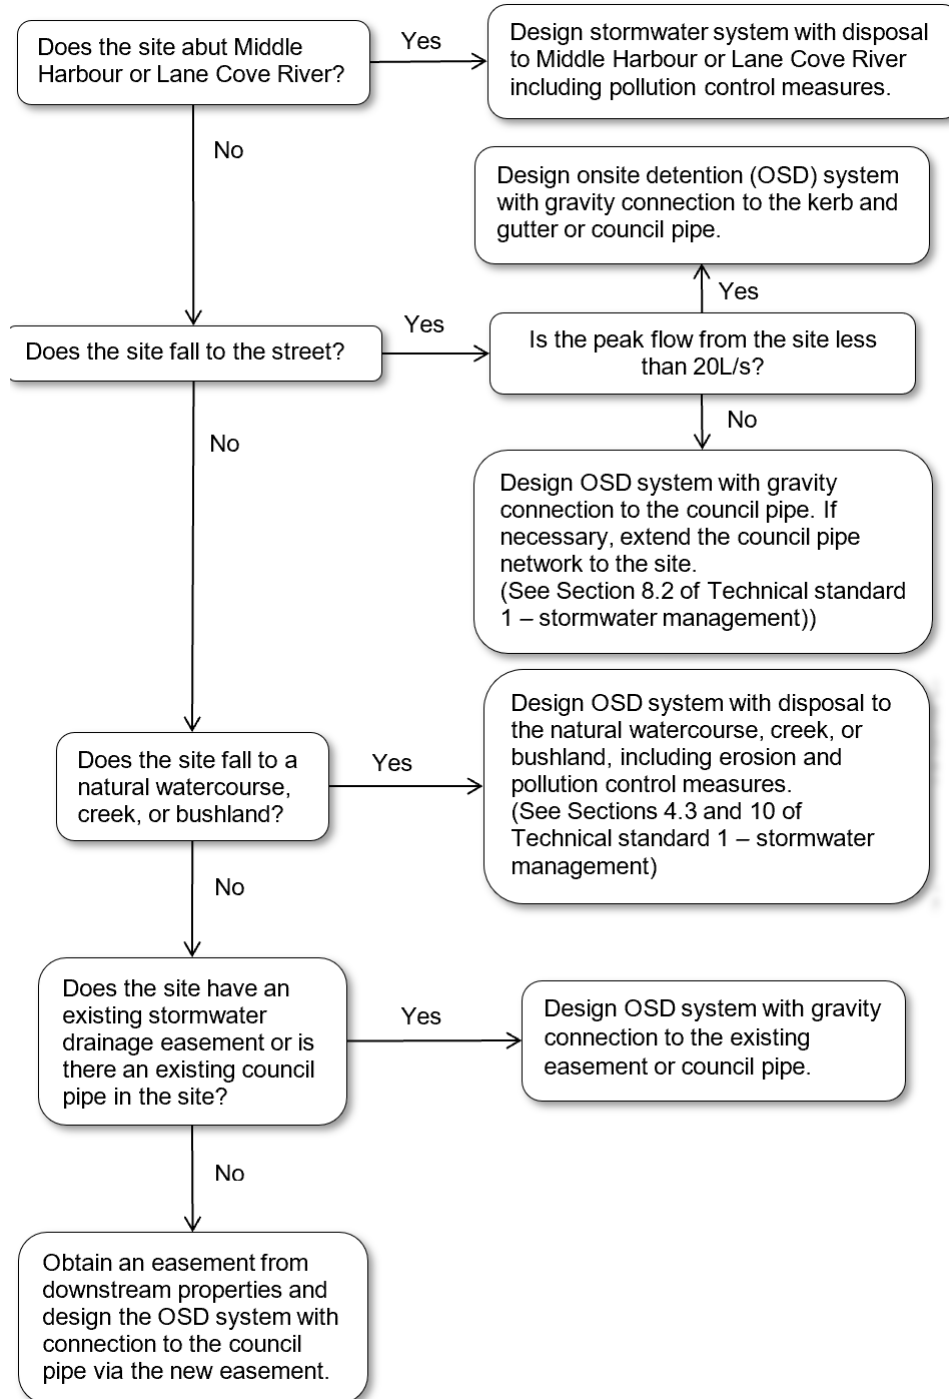 Does the site abut Middle
Harbour or Lane Cove River?
Yes
Design stormwater system with disposal
to Middle Harbour or Lane Cove River
including pollution control measures.
No
Design onsite detention (OSD) system
with gravity connection to the kerb and
gutter or council pipe.
Yes
Does the site fall to the street?
Yes
Is the peak flow from the site less
than 20L/s?
No
No
Design OSD system with gravity
connection to the council pipe. If
necessary, extend the council pipe
network to the site.
(See Section 8.2 of Technical standard
1 – stormwater management))
Does the site fall to a
natural watercourse,
creek, or bushland?
Yes
Design OSD system with disposal to
the natural watercourse, creek, or
bushland, including erosion and
pollution control measures.
(See Sections 4.3 and 10 of
Technical standard 1 – stormwater
management)
No
Does the site have an
existing stormwater
drainage easement or is
there an existing council
pipe in the site?
Yes
Design OSD system with gravity
connection to the existing
easement or council pipe.
No
Obtain an easement from
downstream properties and
design the OSD system with
connection to the council
pipe via the new easement.